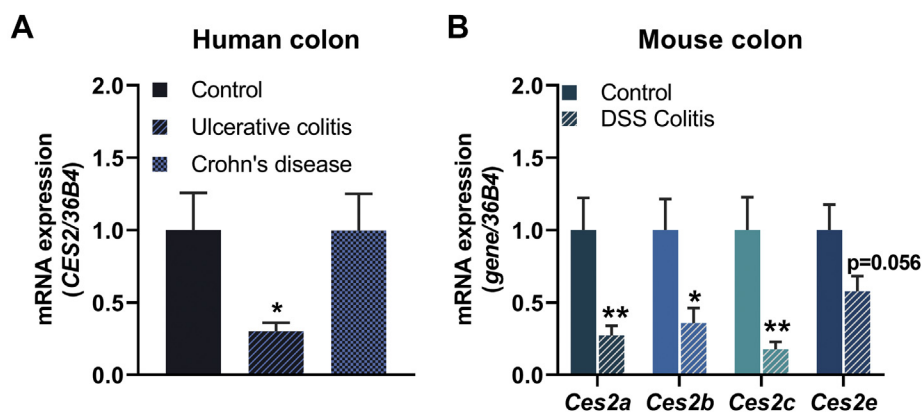 A
Human colon
mRNA expression
(CES2/36B4)
2.0
1.5
1.0
0.5
0.0
Control
Ulcerative colitis
Crohn's disease
*
B
Mouse colon
mRNA expression
(gene/36B4)
2.0
1.5
1.0
0.5
0.0
Control
DSS Colitis
**
*
**
p=0.056
Ces2a Ces2b Ces2c Ces2e